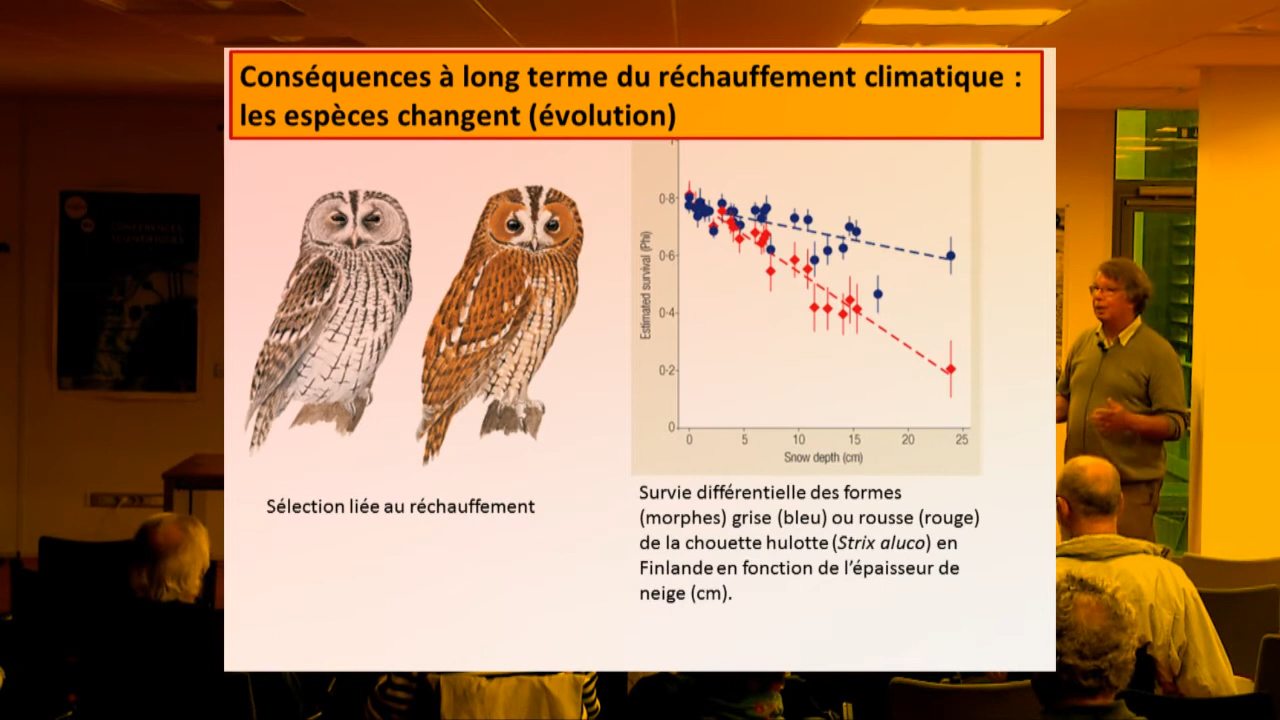 Conséquences à long terme du réchauffement climatique :
les espèces changent (évolution)
Estimated survival (Phi)
0·8
0·6
0·4
0·2
0
0
5
10
15
20
25
Snow depth (cm)
Sélection liée au réchauffement
Survie différentielle des formes
(morphes) grise (bleu) ou rousse (rouge)
de la chouette hulotte (Strix aluco) en
Finlande en fonction de l'épaisseur de
neige (cm).